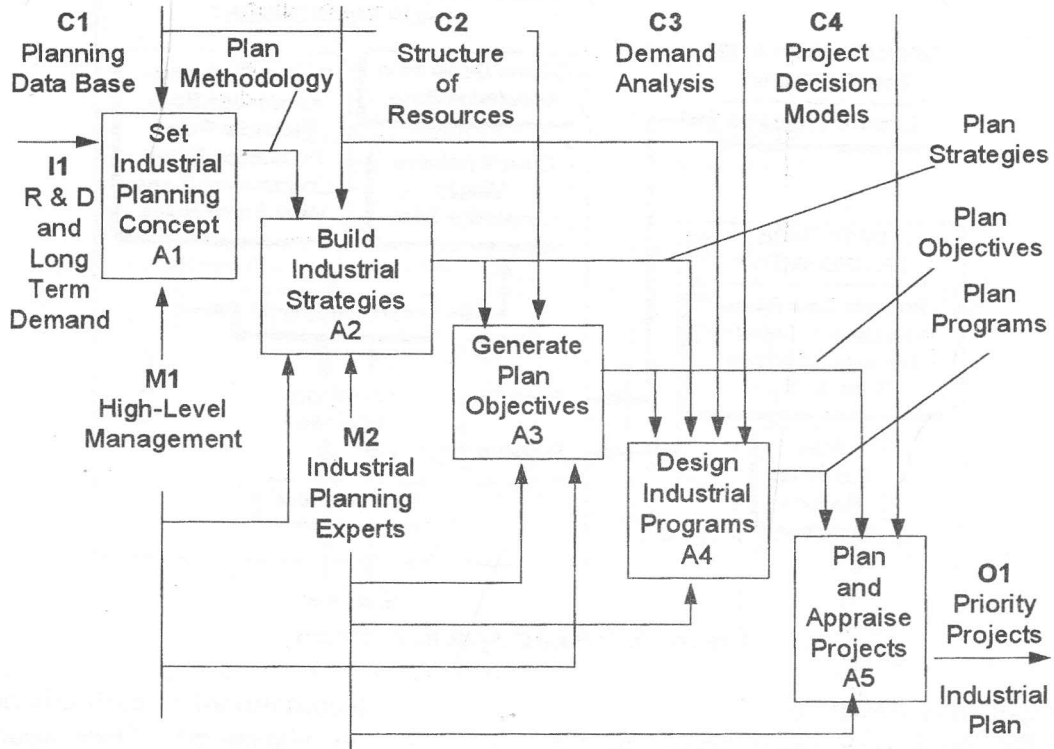 C1
Planning
Data Base
Plan
Methodology
C2
Structure
of
Resources
C3
Demand
Analysis
C4
Project
Decision
Models
I1
R & D
and
Long
Term
Demand
Set
Industrial
Planning
Concept
A1
Build
Industrial
Strategies
A2
Plan
Strategies
Plan
Objectives
Plan
Programs
M1
High-Level
Management
Generate
Plan
Objectives
A3
M2
Industrial
Planning
Experts
Design
Industrial
Programs
A4
Plan
and
Appraise
Projects
A5
O1
Priority
Projects
Industrial
Plan